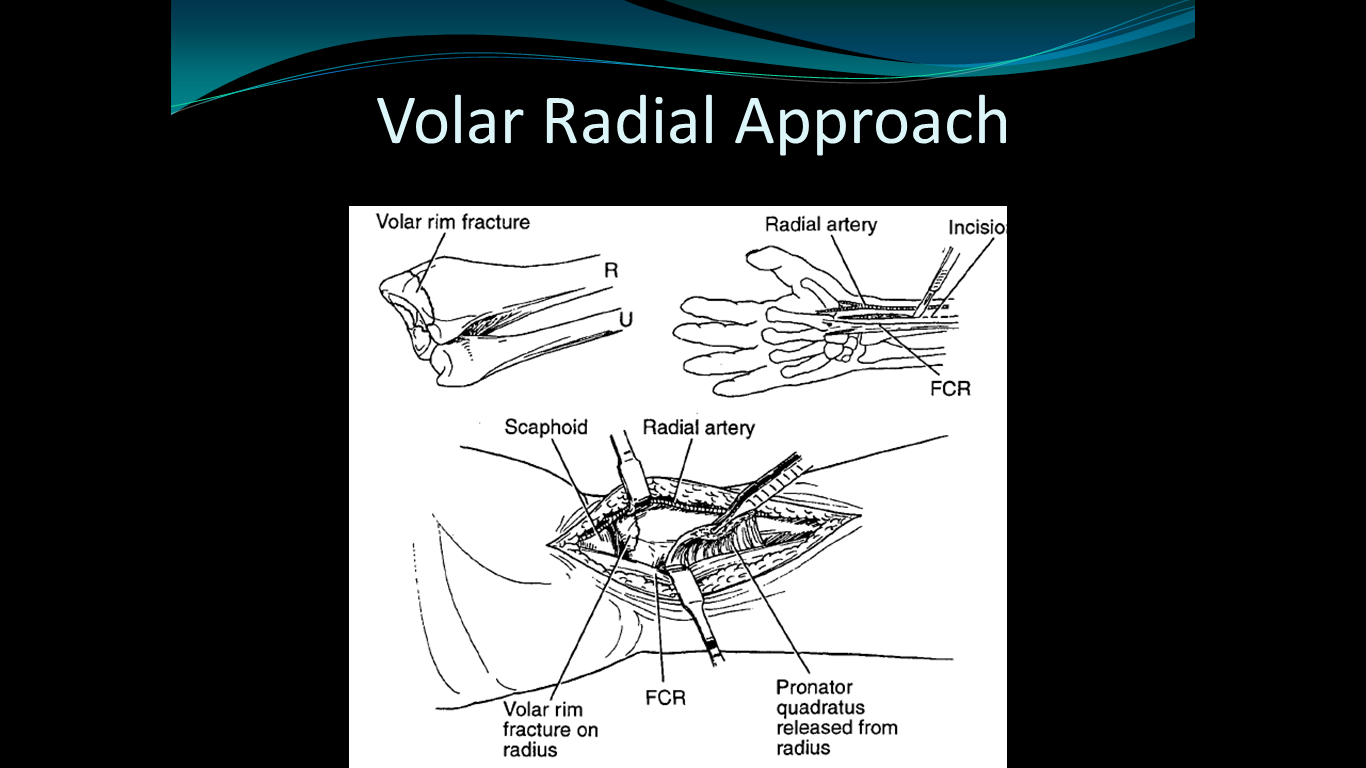 Volar Radial Approach
Volar rim fracture
R
U
Radial artery
Incisio
FCR
Scaphoid
Radial artery
Volar rim
fracture on
radius
FCR
Pronator
quadratus
released from
radius